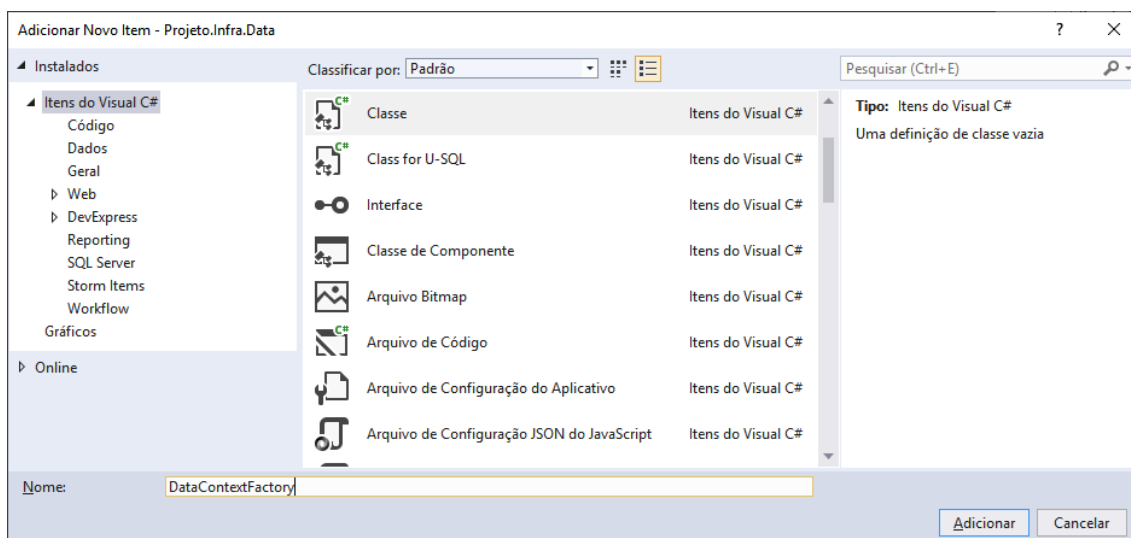 Adicionar Novo Item - Projeto.Infra.Data ?
Instalados
Classificar por: Padrão
Pesquisar (Ctrl+E)
Itens do Visual C#
Código
Dados
Geral
Web
DevExpress
Reporting
SQL Server
Storm Items
Workflow
Gráficos
Online
C# Classe Itens do Visual C#
C# Class for U-SQL Itens do Visual C#
Interface Itens do Visual C#
Classe de Componente Itens do Visual C#
Arquivo Bitmap Itens do Visual C#
C# Arquivo de Código Itens do Visual C#
Arquivo de Configuração do Aplicativo Itens do Visual C#
Arquivo de Configuração JSON do JavaScript Itens do Visual C#
Tipo: Itens do Visual C#
Uma definição de classe vazia
Nome: DataContextFactory
Adicionar Cancelar